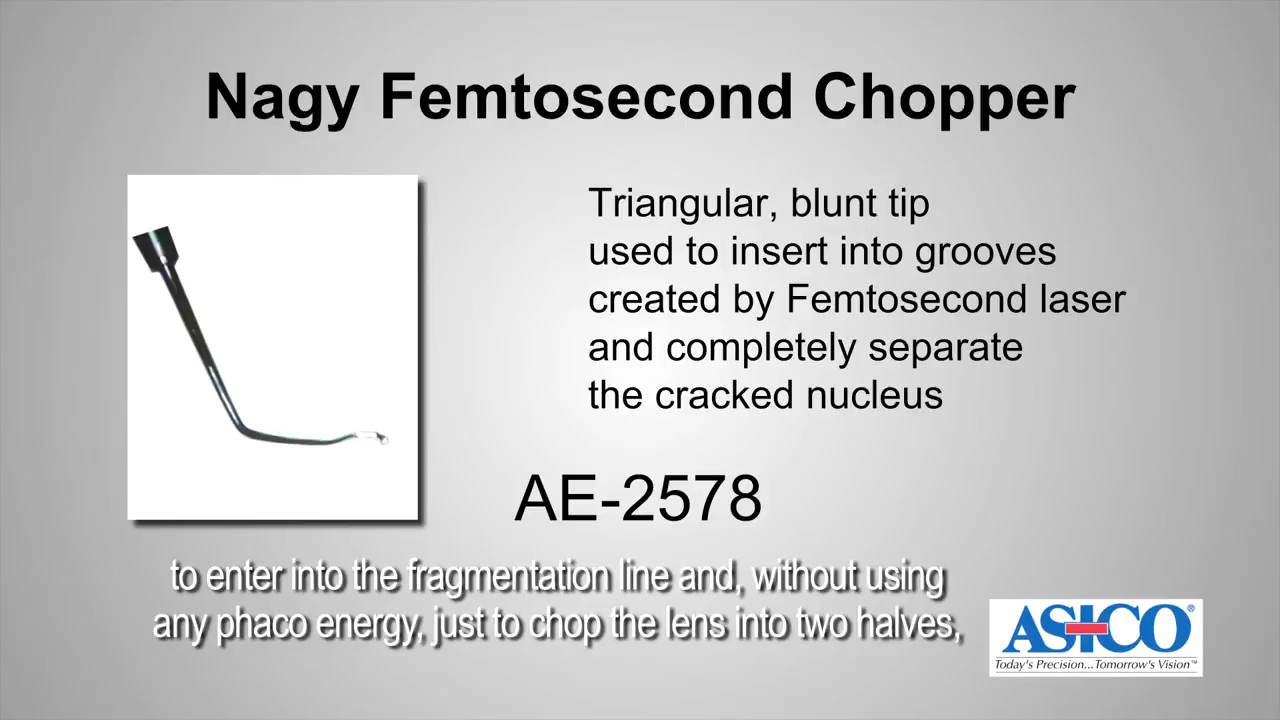 Nagy Femtosecond Chopper
Triangular, blunt tip
used to insert into grooves
created by Femtosecond laser
and completely separate
the cracked nucleus
AE-2578
to enter into the fragmentation line and, without using
any phaco energy, just to chop the lens into two halves,
ASICO®
Today's Precision...Tomorrow's Vision™